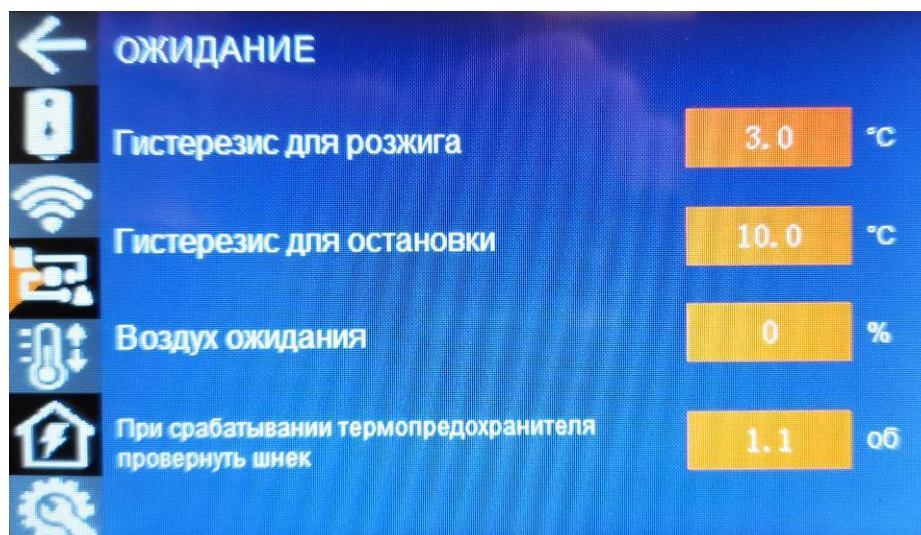 ОЖИДАНИЕ
Гистерезис для розжига 3.0 °C
Гистерезис для остановки 10.0 °C
Воздух ожидания 0 %
При срабатывании термопредохранителя
провернуть шнек 1.1 об